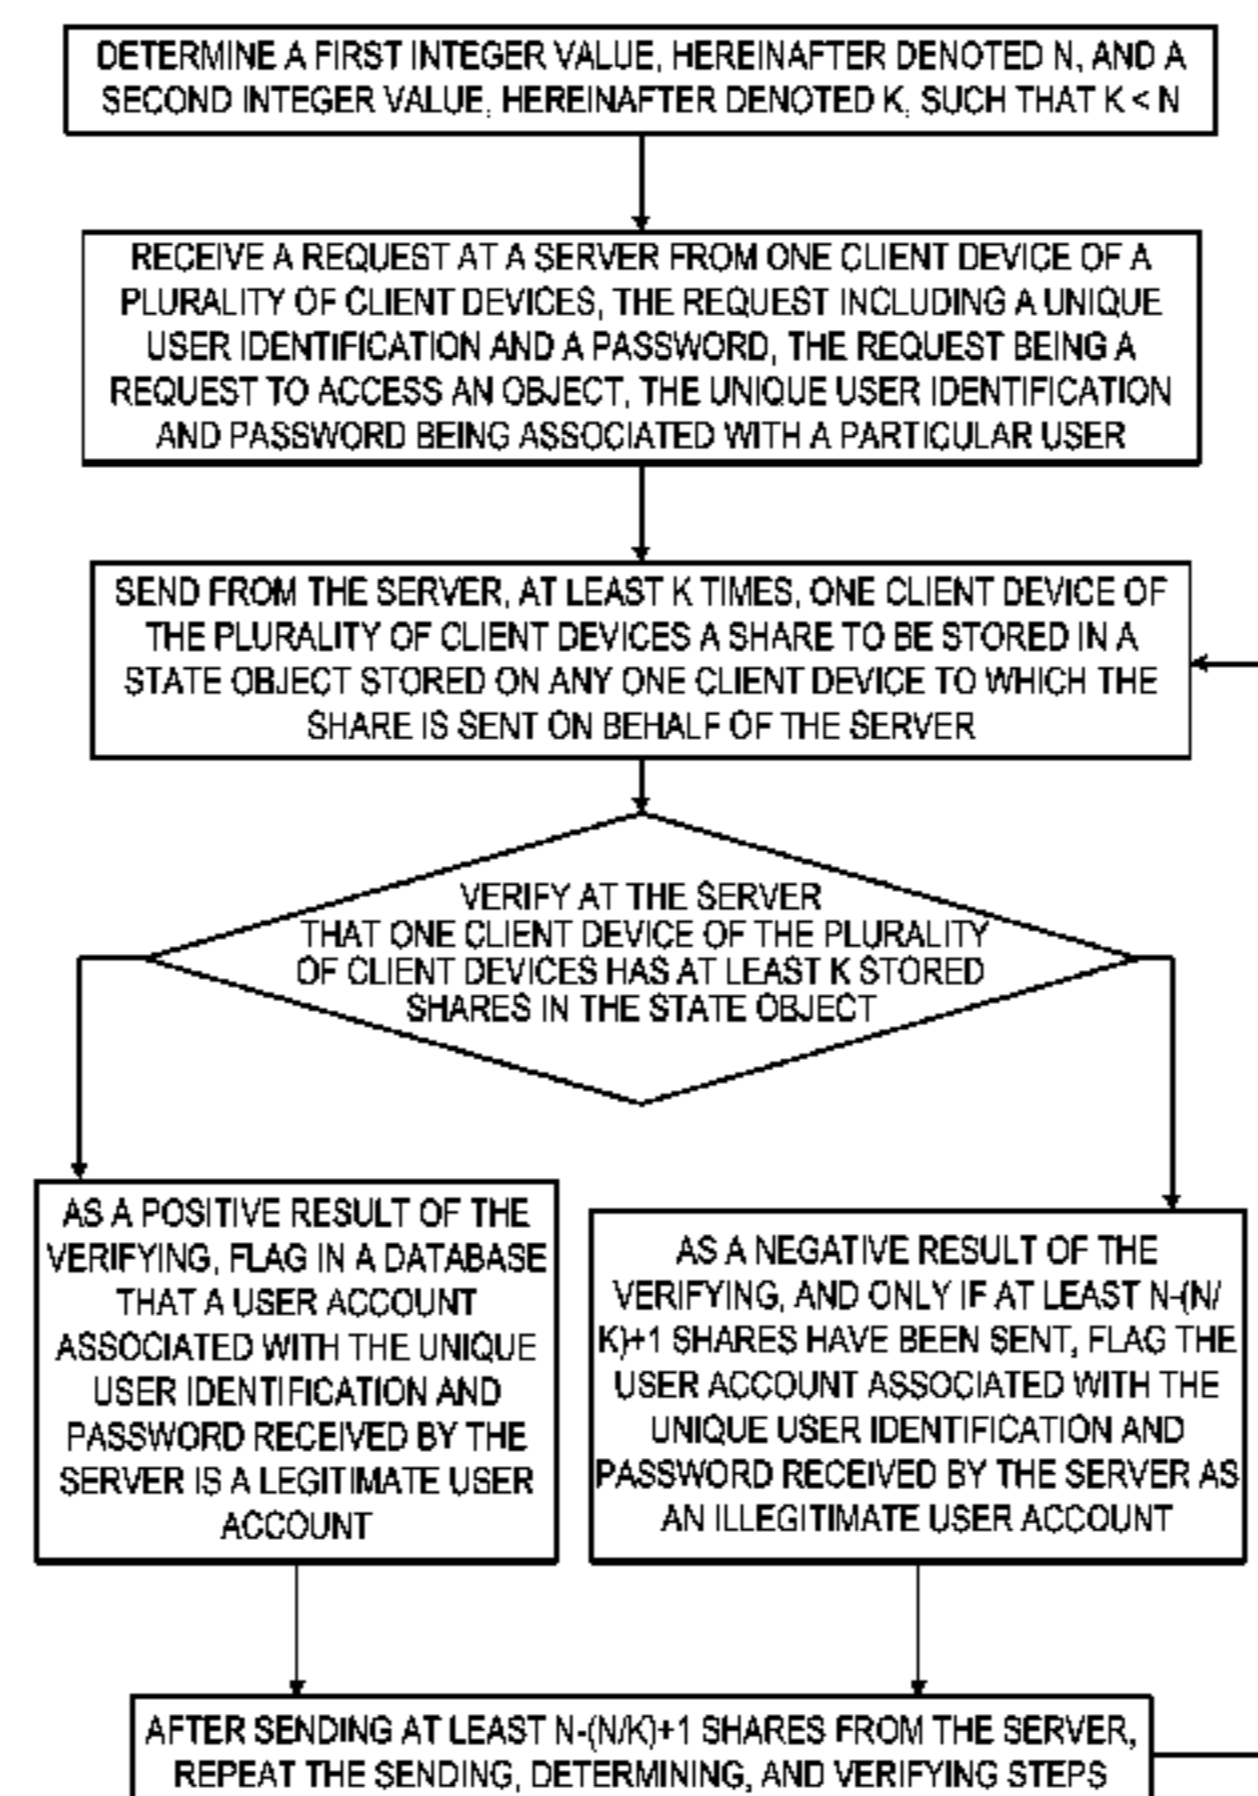 DETERMINE A FIRST INTEGER VALUE, HEREINAFTER DENOTED N, AND A
SECOND INTEGER VALUE, HEREINAFTER DENOTED K, SUCH THAT K < N
RECEIVE A REQUEST AT A SERVER FROM ONE CLIENT DEVICE OF A
PLURALITY OF CLIENT DEVICES, THE REQUEST INCLUDING A UNIQUE
USER IDENTIFICATION AND A PASSWORD, THE REQUEST BEING A
REQUEST TO ACCESS AN OBJECT, THE UNIQUE USER IDENTIFICATION
AND PASSWORD BEING ASSOCIATED WITH A PARTICULAR USER
SEND FROM THE SERVER, AT LEAST K TIMES, ONE CLIENT DEVICE OF
THE PLURALITY OF CLIENT DEVICES A SHARE TO BE STORED IN A
STATE OBJECT STORED ON ANY ONE CLIENT DEVICE TO WHICH THE
SHARE IS SENT ON BEHALF OF THE SERVER
VERIFY AT THE SERVER
THAT ONE CLIENT DEVICE OF THE PLURALITY
OF CLIENT DEVICES HAS AT LEAST K STORED
SHARES IN THE STATE OBJECT
AS A POSITIVE RESULT OF THE
VERIFYING, FLAG IN A DATABASE
THAT A USER ACCOUNT
ASSOCIATED WITH THE UNIQUE
USER IDENTIFICATION AND
PASSWORD RECEIVED BY THE
SERVER IS A LEGITIMATE USER
ACCOUNT
AS A NEGATIVE RESULT OF THE
VERIFYING, AND ONLY IF AT LEAST N-(N/
K)+1 SHARES HAVE BEEN SENT, FLAG THE
USER ACCOUNT ASSOCIATED WITH THE
UNIQUE USER IDENTIFICATION AND
PASSWORD RECEIVED BY THE SERVER AS
AN ILLEGITIMATE USER ACCOUNT
AFTER SENDING AT LEAST N-(N/K)+1 SHARES FROM THE SERVER,
REPEAT THE SENDING, DETERMINING, AND VERIFYING STEPS